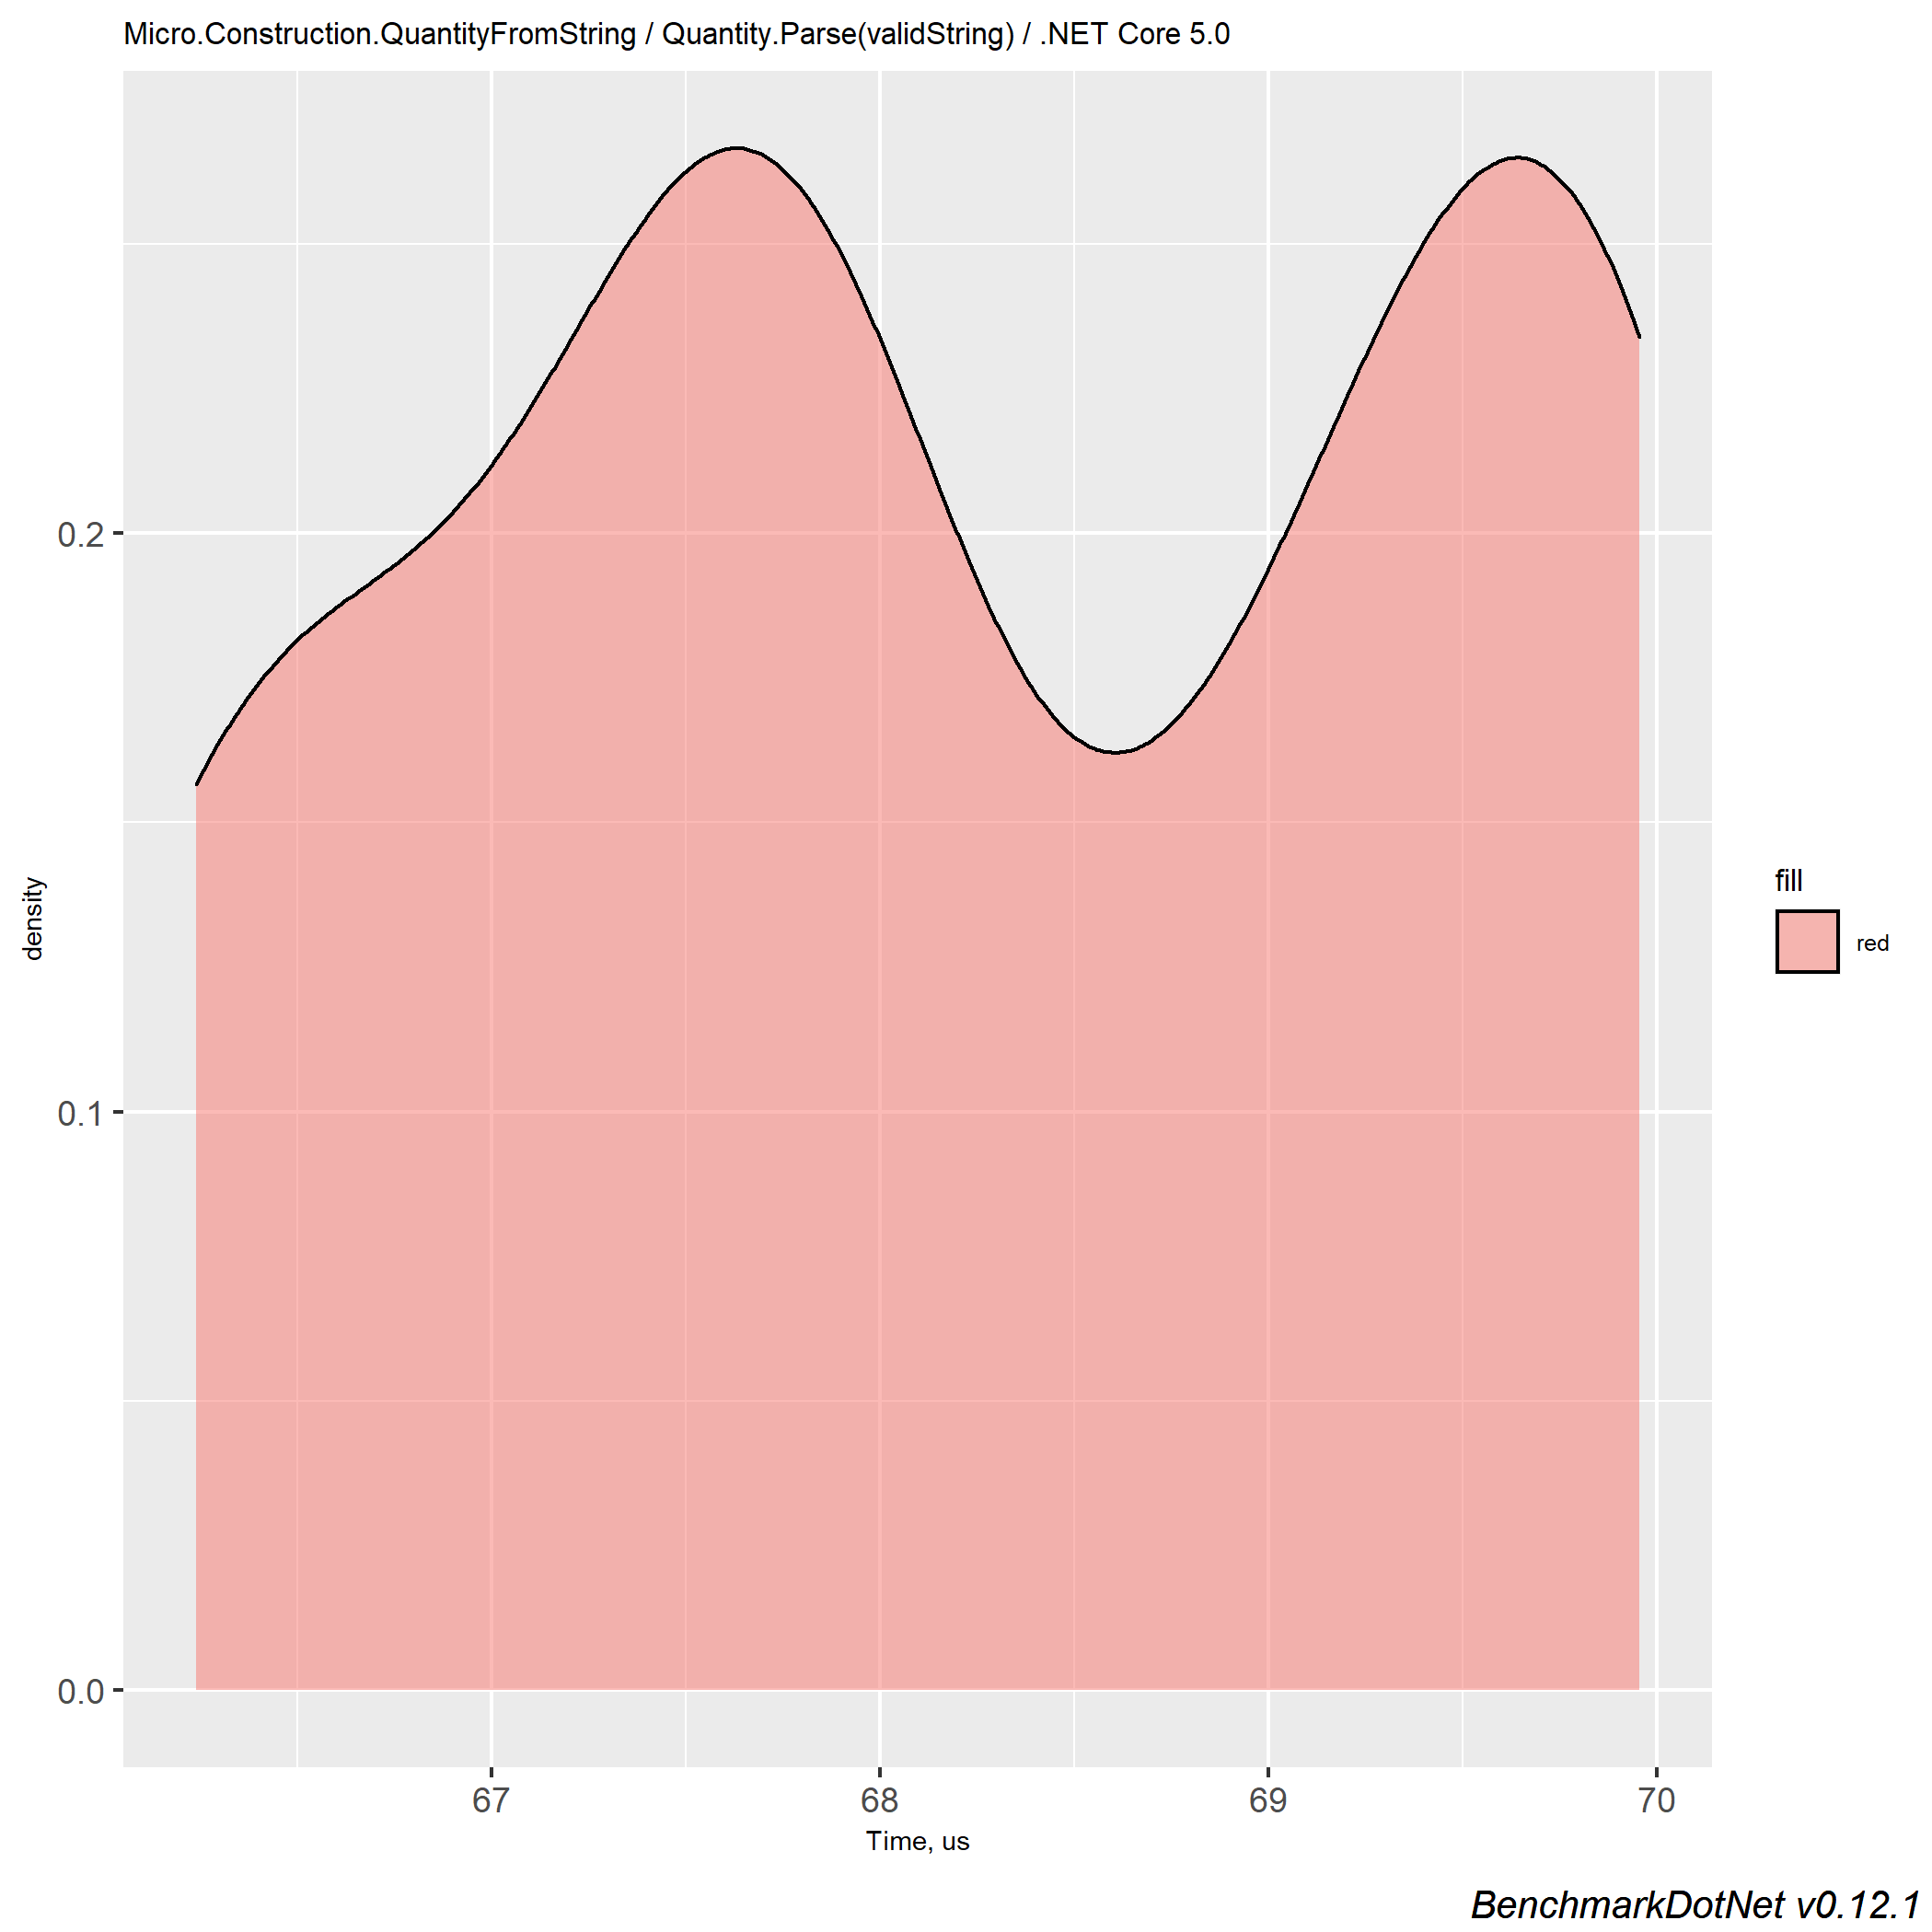 Micro.Construction.QuantityFromString / Quantity.Parse(validString) / .NET Core 5.0
0.2
0.1
0.0
density
67 68 69 70
Time, us
fill
red
BenchmarkDotNet v0.12.1